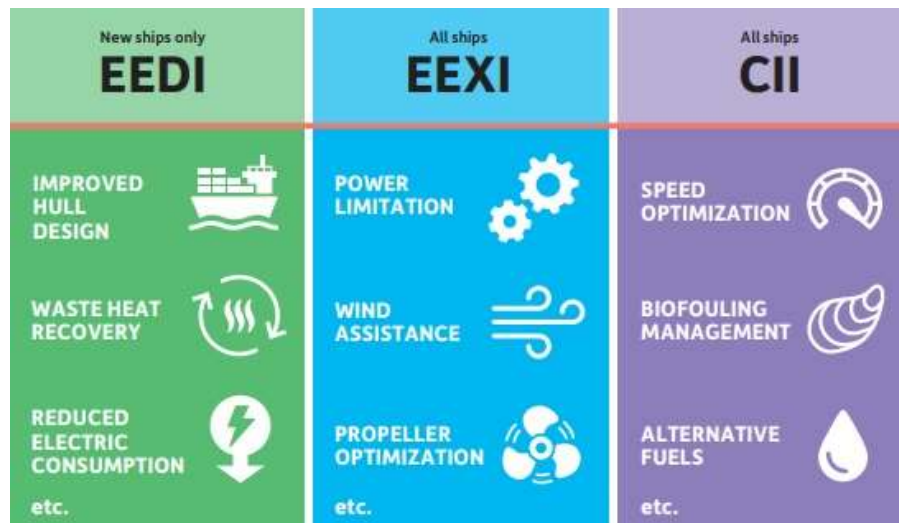 New ships only
EEDI
IMPROVED
HULL
DESIGN
WASTE HEAT
RECOVERY
REDUCED
ELECTRIC
CONSUMPTION
etc.
All ships
EEXI
POWER
LIMITATION
WIND
ASSISTANCE
PROPELLER
OPTIMIZATION
etc.
All ships
CII
SPEED
OPTIMIZATION
BIOFOULING
MANAGEMENT
ALTERNATIVE
FUELS
etc.